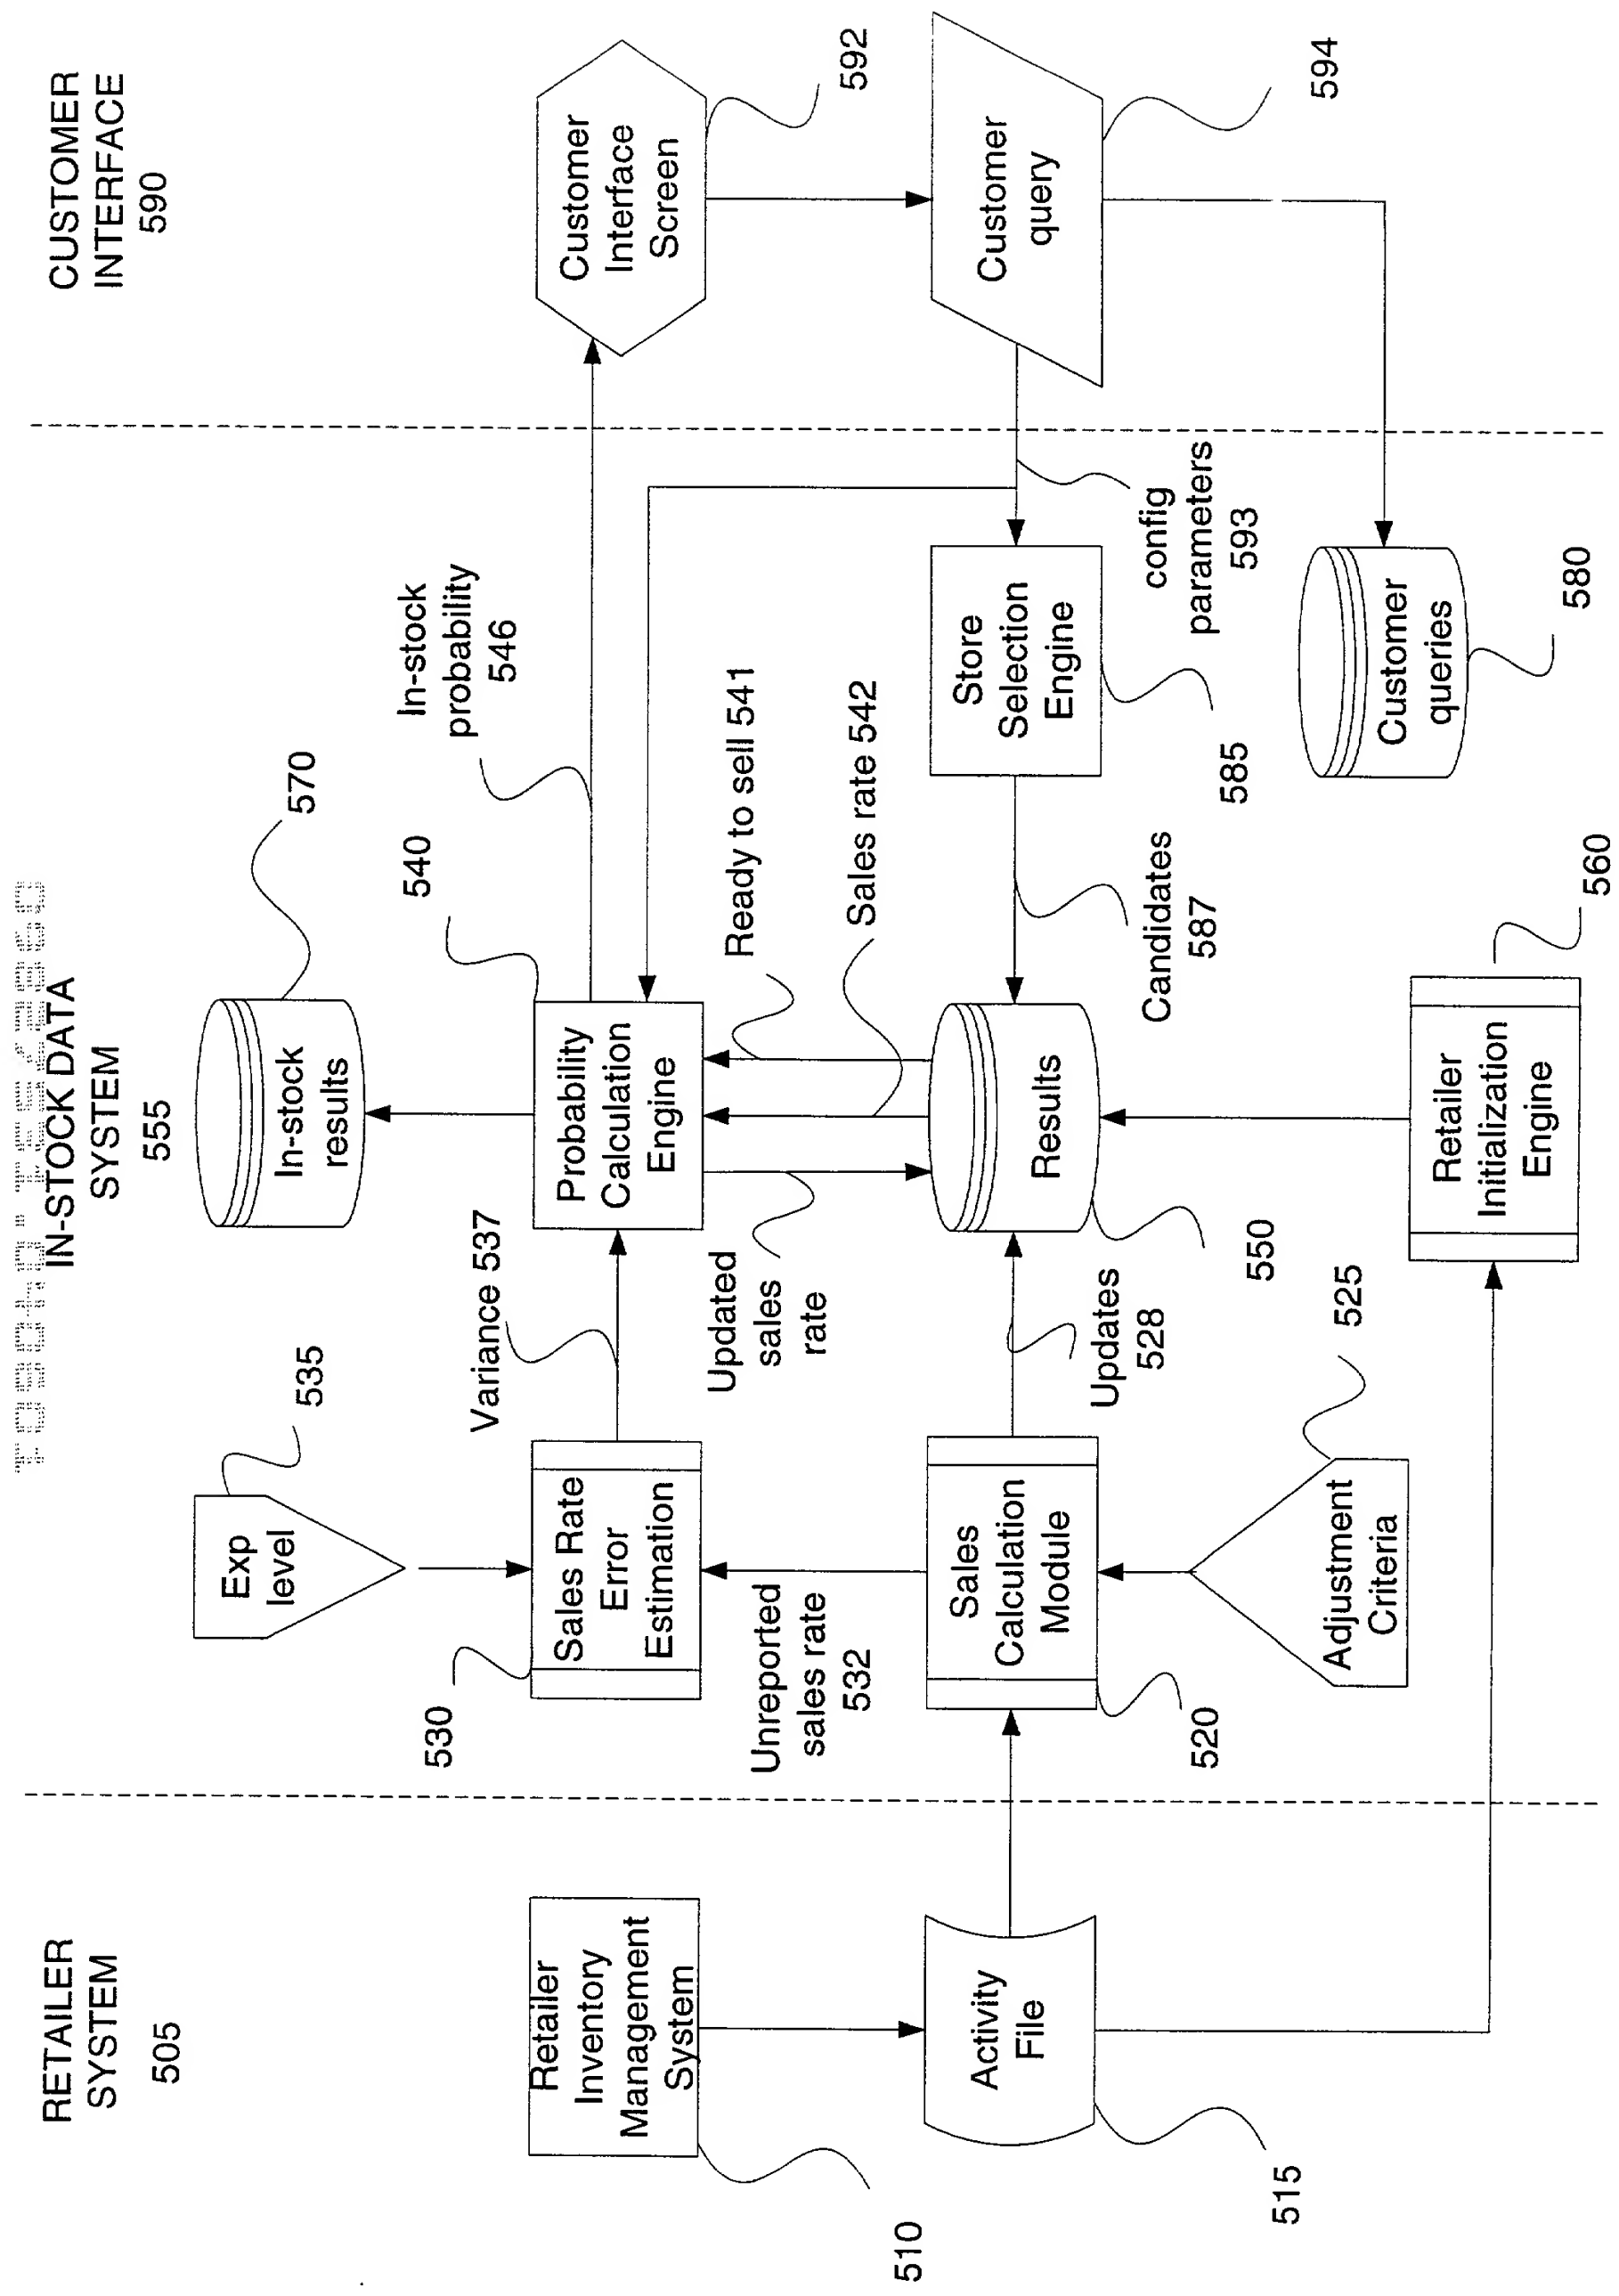 RETAILER
SYSTEM
505
IN-STOCK DATA
SYSTEM
555
CUSTOMER
INTERFACE
590
Exp
level
535
In-stock
results
570
Retailer
Inventory
Management
System
510
530
Sales Rate
Error
Estimation
Variance 537
Probability
Calculation
Engine
540
In-stock
probability
546
Customer
Interface
Screen
592
Unreported
sales rate
532
Updated
sales
rate
Ready to sell 541
Sales rate 542
Activity
File
515
Sales
Calculation
Module
520
Updates
528
Results
550
Candidates
587
Store
Selection
Engine
585
config
parameters
593
Customer
query
594
Adjustment
Criteria
525
Retailer
Initialization
Engine
560
Customer
queries
580